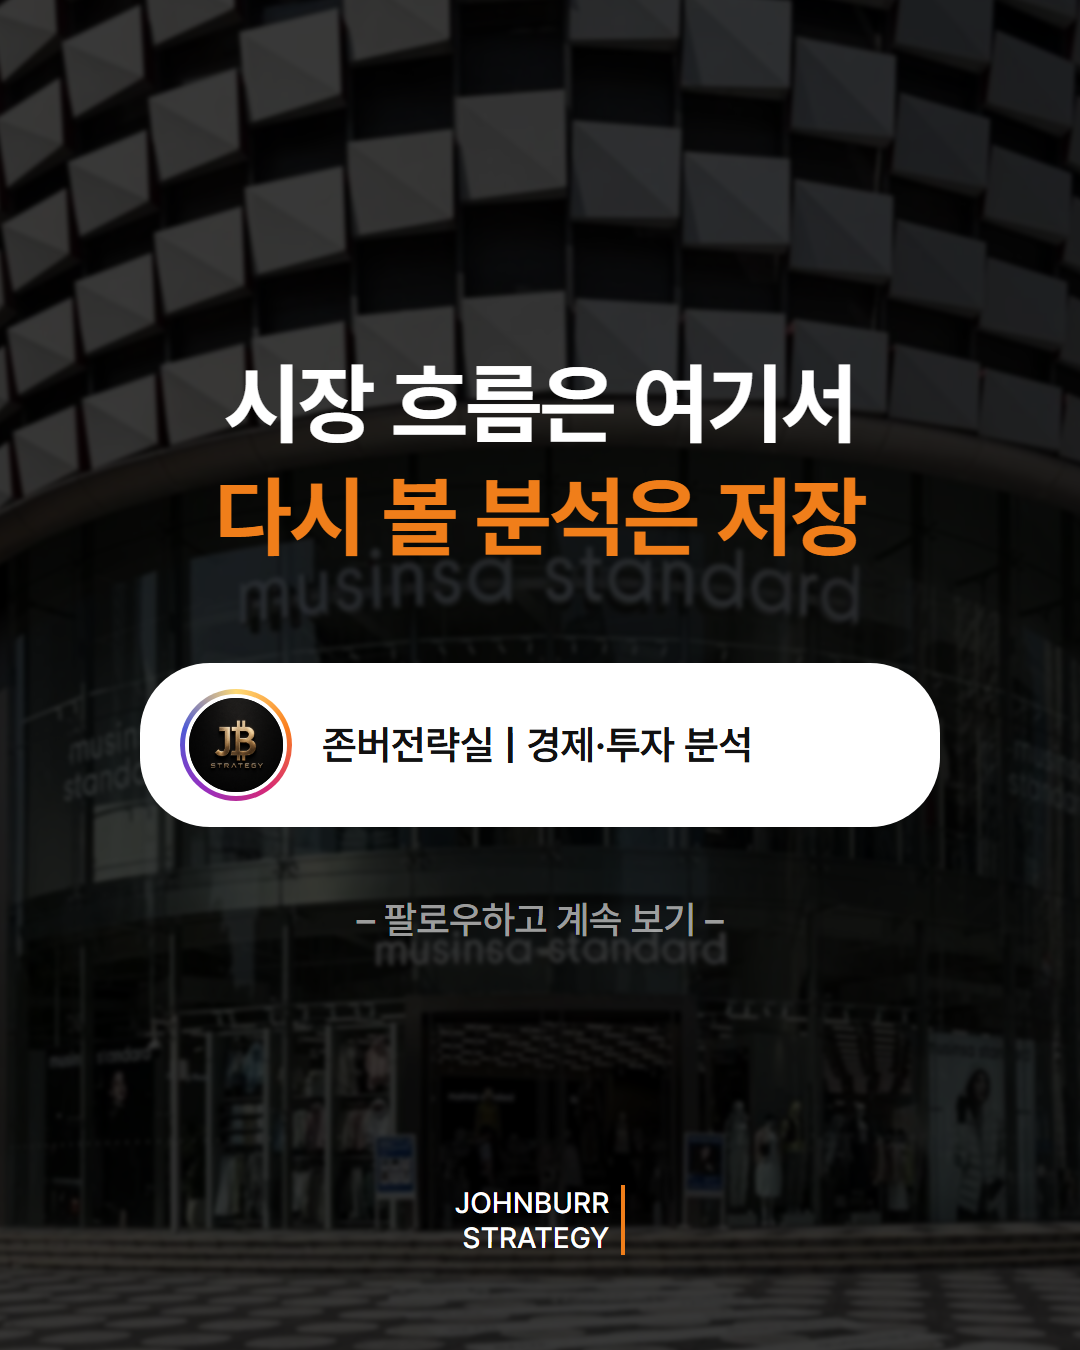 시장 흐름은 여기서
다시 볼 분석은 저장
musinsa standard
JB
STRATEGY
존버전략실 | 경제·투자 분석
musinsa
standard
– 팔로우하고 계속 보기 –
musinsa standard
JOHNBURR
STRATEGY